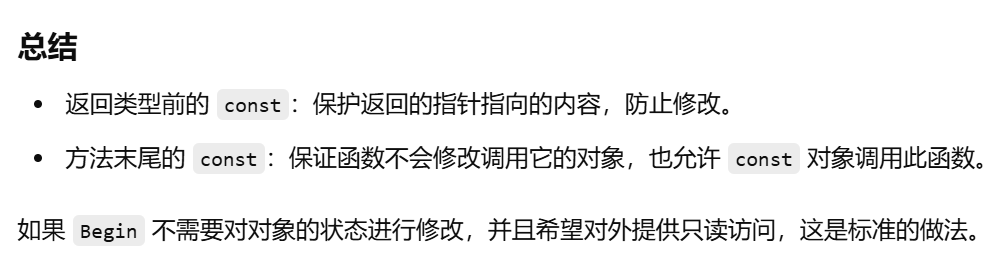 总结
• 返回类型前的 const：保护返回的指针指向的内容，防止修改。
• 方法末尾的 const：保证函数不会修改调用它的对象，也允许 const 对象调用此函数。
如果 Begin 不需要对对象的状态进行修改，并且希望对外提供只读访问，这是标准的做法。